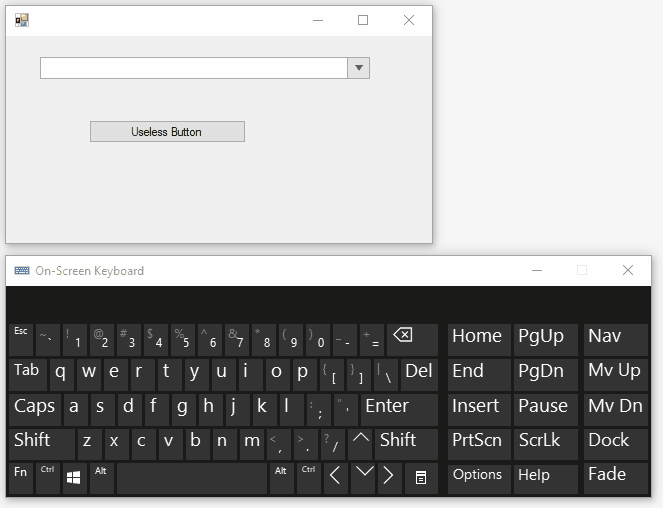 Useless Button
On-Screen Keyboard
Esc ~ ` ! 1 @ 2 # 3 $ 4 % 5 ^ 6 & 7 * 8 ( 9 ) 0 _ - + = Home PgUp Nav
Tab q w e r t y u i o p { [ } ] | \ Del End PgDn Mv Up
Caps a s d f g h j k l : ; " ' Enter Insert Pause Mv Dn
Shift z x c v b n m < , > . ? / Shift PrtScn ScrLk Dock
Fn Ctrl Alt Alt Ctrl Options Help Fade